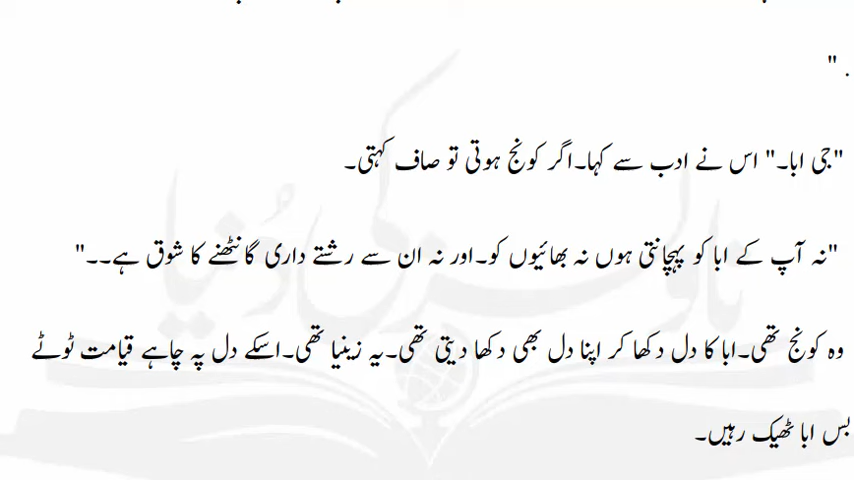 . "
"جی ابا۔" اس نے ادب سے کہا۔اگر کونج ہوتی تو صاف کہتی۔
"نہ آپ کے ابا کو پہچانتی ہوں نہ بھائیوں کو۔اور نہ ان سے رشتے داری گانٹھنے کا شوق ہے۔۔"
وہ کونج تھی۔ابا کا دل دکھا کر اپنا دل بھی دکھا دیتی تھی۔یہ زینیا تھی۔اسکے دل پہ چاہے قیامت ٹوٹے
بس ابا ٹھیک رہیں۔
ناولز کی دُنیا